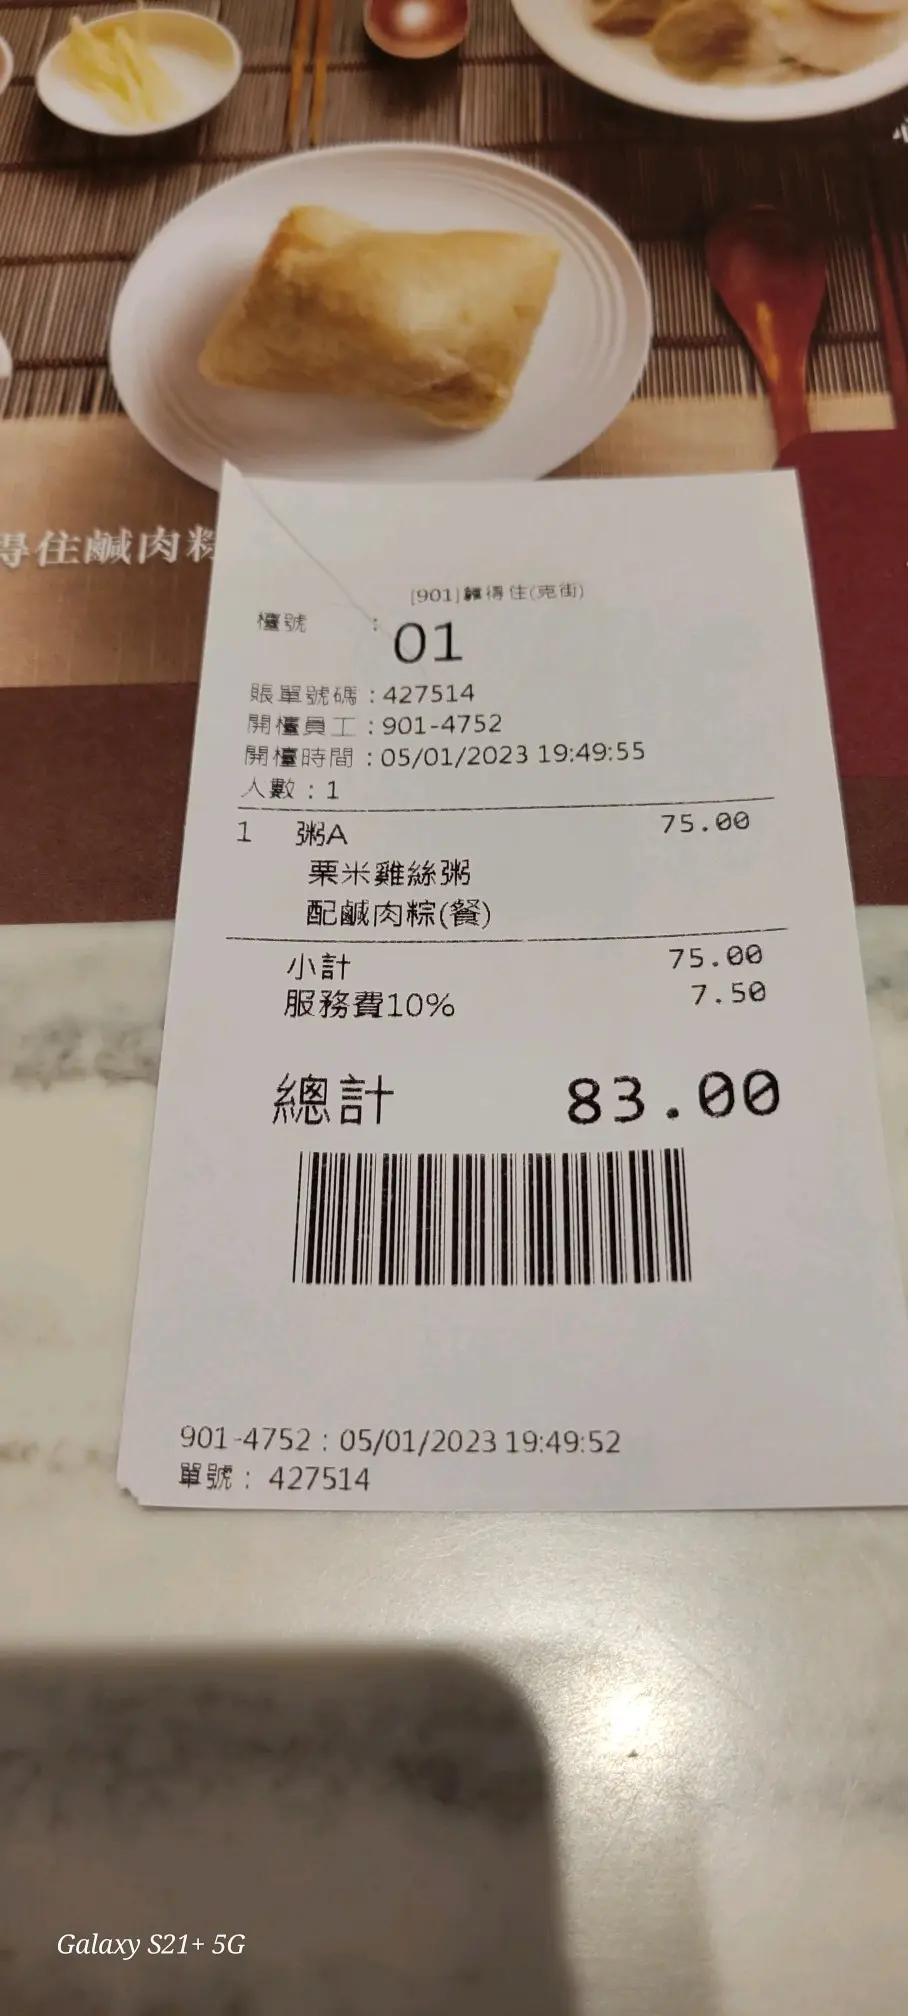 得住鹹肉粽
[901]糴得住(克街)
檯號 : 01
賬單號碼 : 427514
開檯員工 : 901-4752
開檯時間 : 05/01/2023 19:49:55
人數 : 1
1 粥A 75.00
粟米雞絲粥
配鹹肉粽(餐)
小計 75.00
服務費10% 7.50
總計 83.00
901-4752 : 05/01/2023 19:49:52
單號 : 427514
Galaxy S21+ 5G